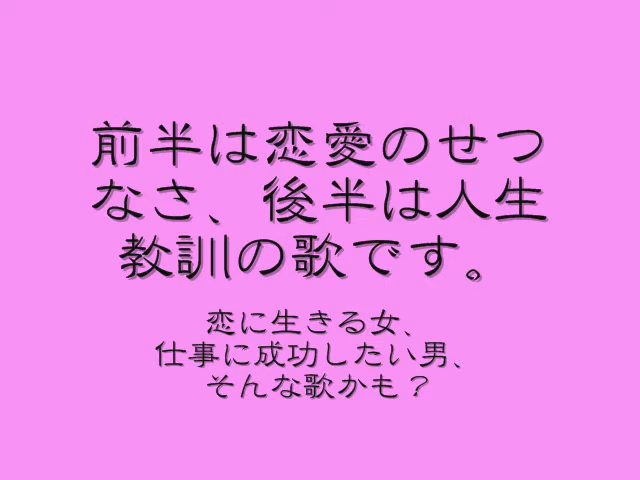 前半は恋愛のせつ
なさ、後半は人生
教訓の歌です。
恋に生きる女、
仕事に成功したい男、
そんな歌かも？